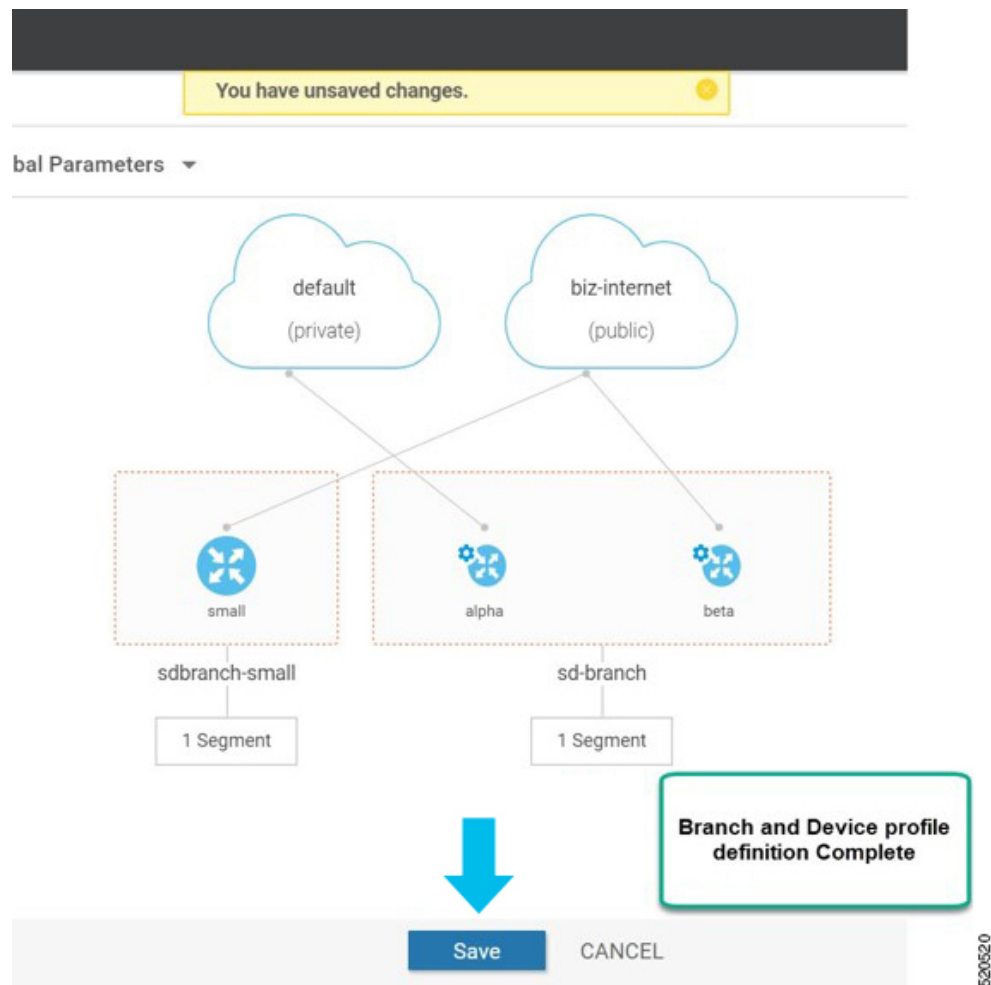 You have unsaved changes.
bal Parameters
default
(private)
biz-internet
(public)
small
alpha
beta
sdbranch-small
sd-branch
1 Segment
1 Segment
Branch and Device profile
definition Complete
Save
CANCEL
520520